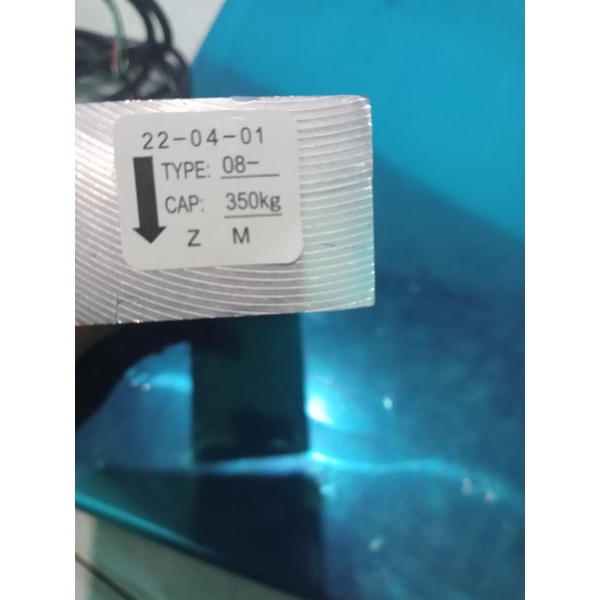 22-04-01
TYPE: 08-
CAP: 350kg
Z M